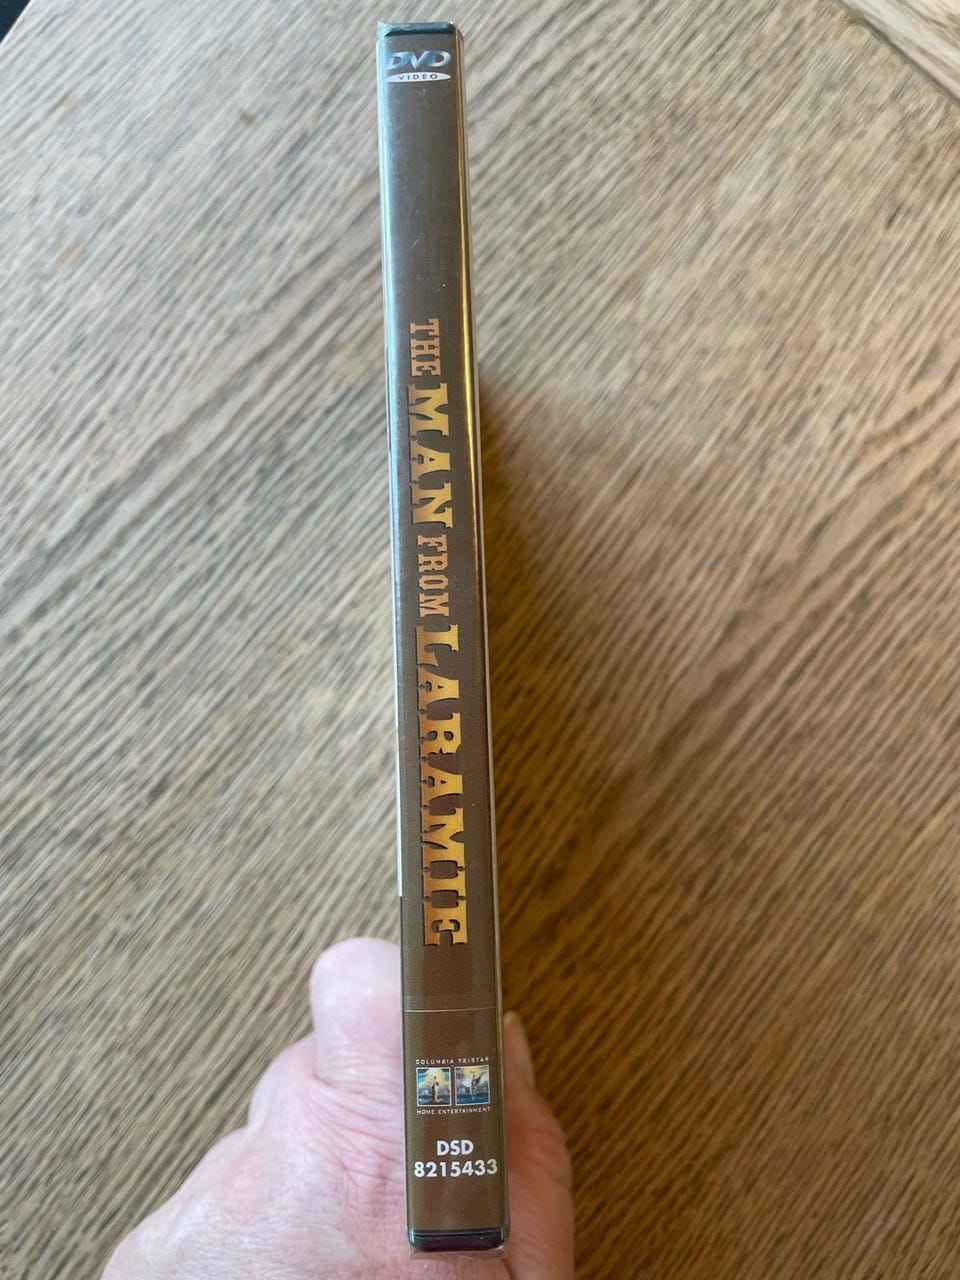 DVD
VIDEO
THE MAN FROM LARAMIE
COLUMBIA TRISTAR
HOME ENTERTAINMENT
DSD
8215433